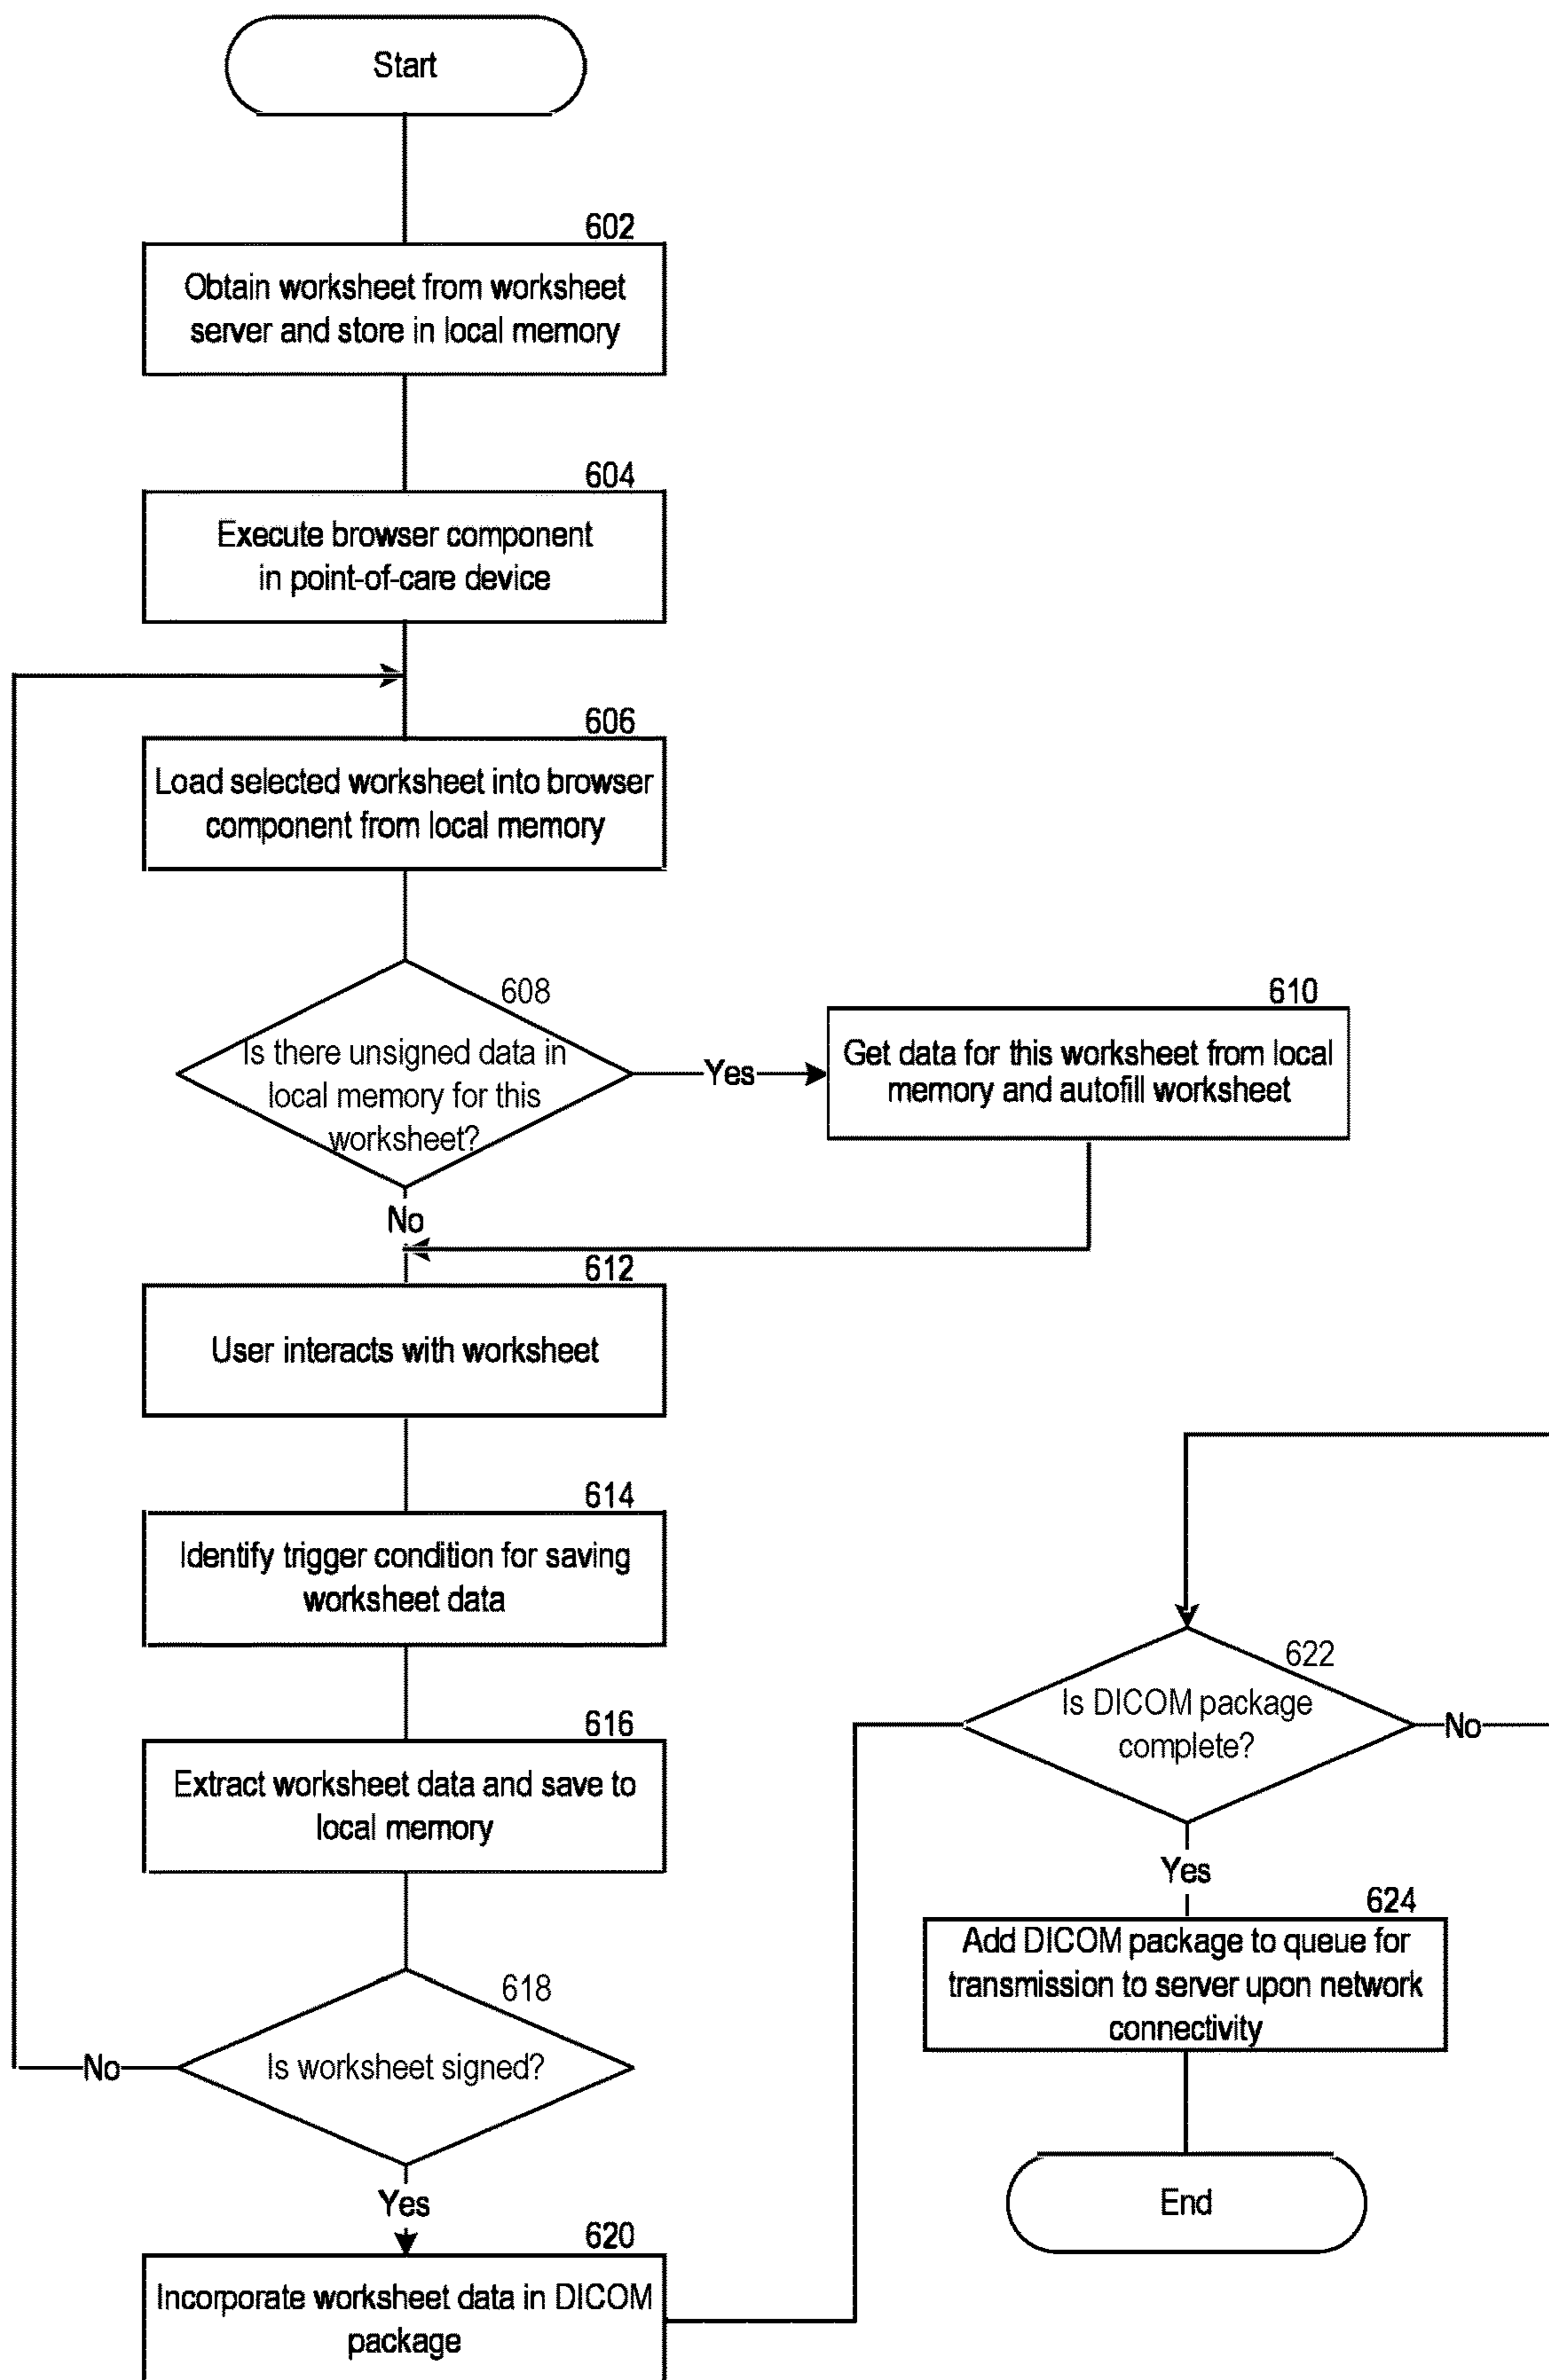 Start
602
Obtain worksheet from worksheet
server and store in local memory
604
Execute browser component
in point-of-care device
606
Load selected worksheet into browser
component from local memory
608
Is there unsigned data in
local memory for this
worksheet?
Yes
610
Get data for this worksheet from local
memory and autofill worksheet
No
612
User interacts with worksheet
614
Identify trigger condition for saving
worksheet data
616
Extract worksheet data and save to
local memory
618
Is worksheet signed?
No
Yes
620
Incorporate worksheet data in DICOM
package
622
Is DICOM package
complete?
No
Yes
624
Add DICOM package to queue for
transmission to server upon network
connectivity
End